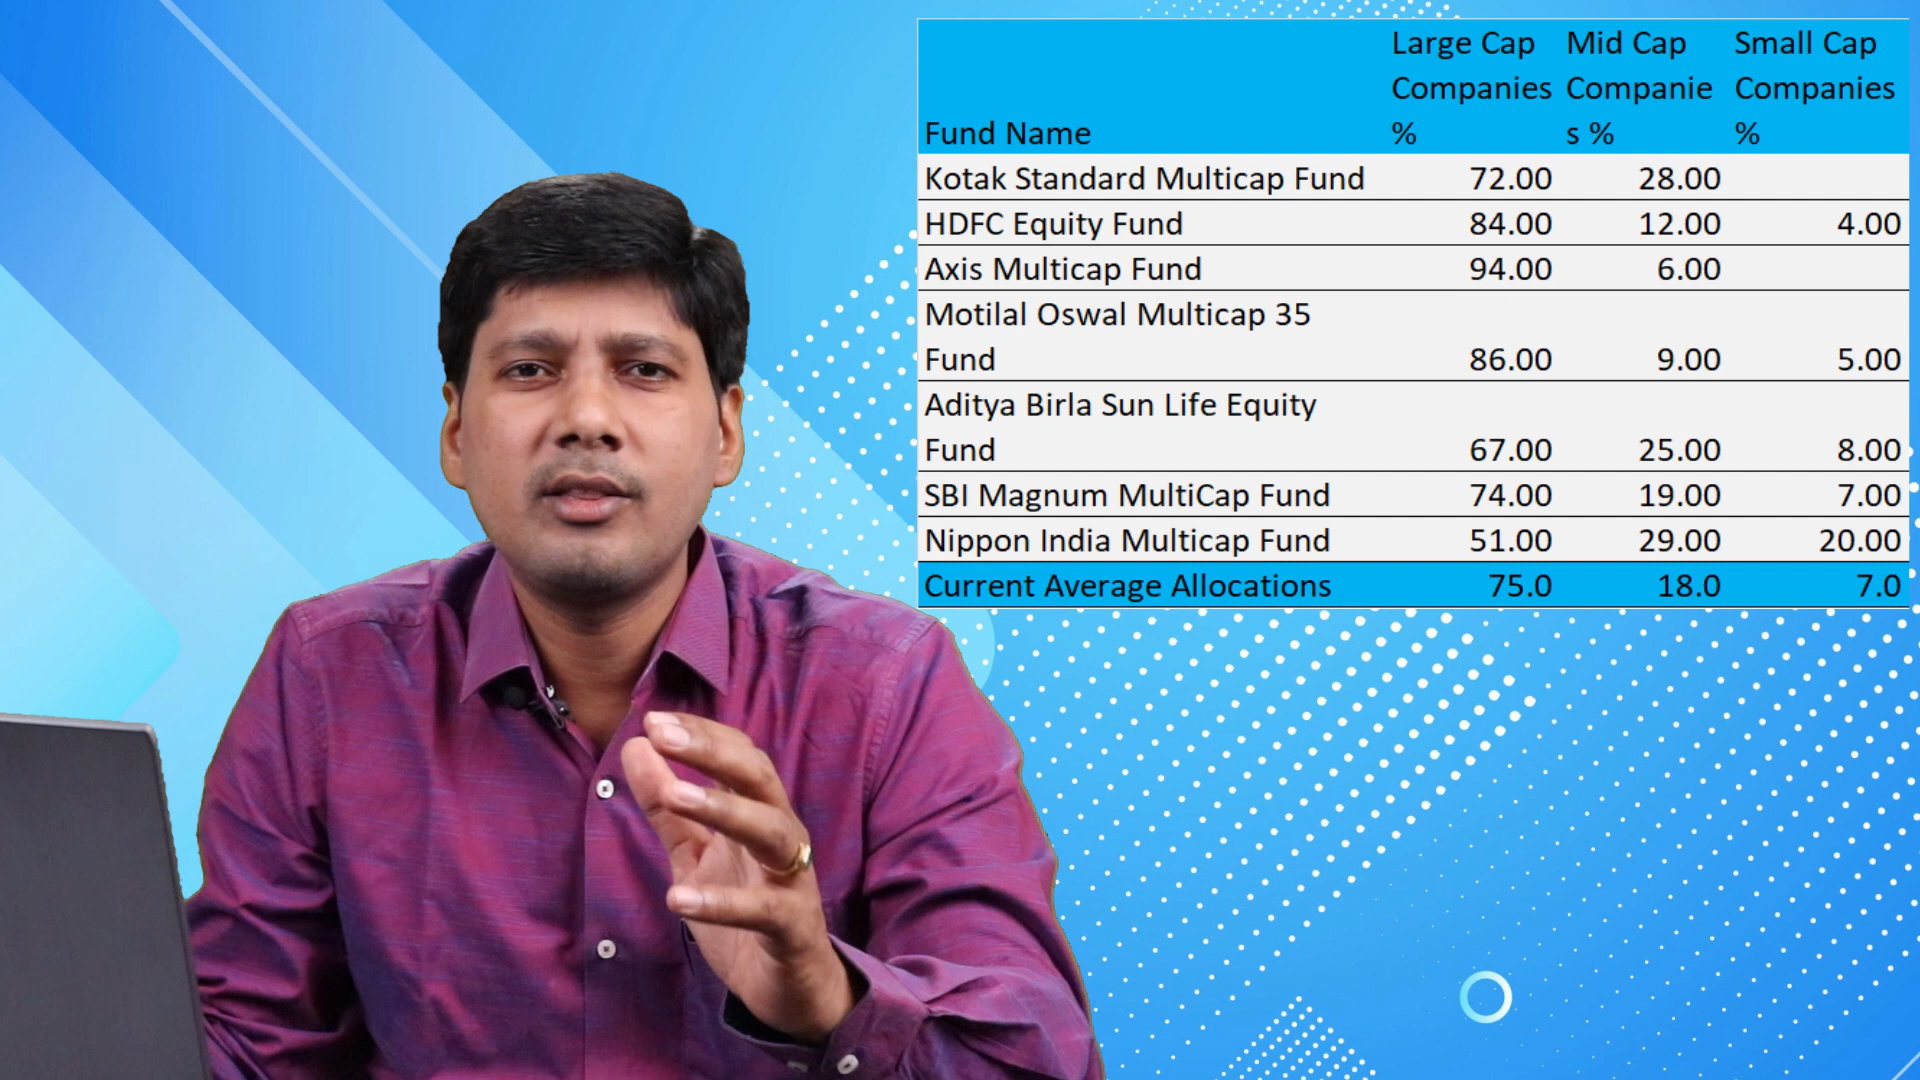 Large Cap Mid Cap Small Cap
Companies Companie Companies
Fund Name % s % %
Kotak Standard Multicap Fund 72.00 28.00
HDFC Equity Fund 84.00 12.00 4.00
Axis Multicap Fund 94.00 6.00
Motilal Oswal Multicap 35
Fund 86.00 9.00 5.00
Aditya Birla Sun Life Equity
Fund 67.00 25.00 8.00
SBI Magnum MultiCap Fund 74.00 19.00 7.00
Nippon India Multicap Fund 51.00 29.00 20.00
Current Average Allocations 75.0 18.0 7.0